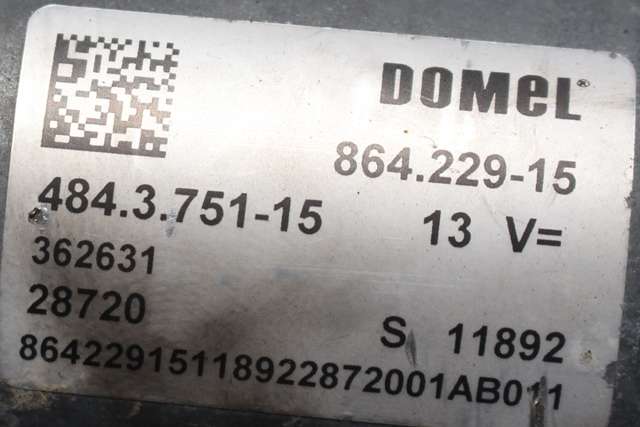 DOMeL®
864.229-15
484.3.751-15 13 V=
362631
28720 S 11892
86422915118922872001AB011